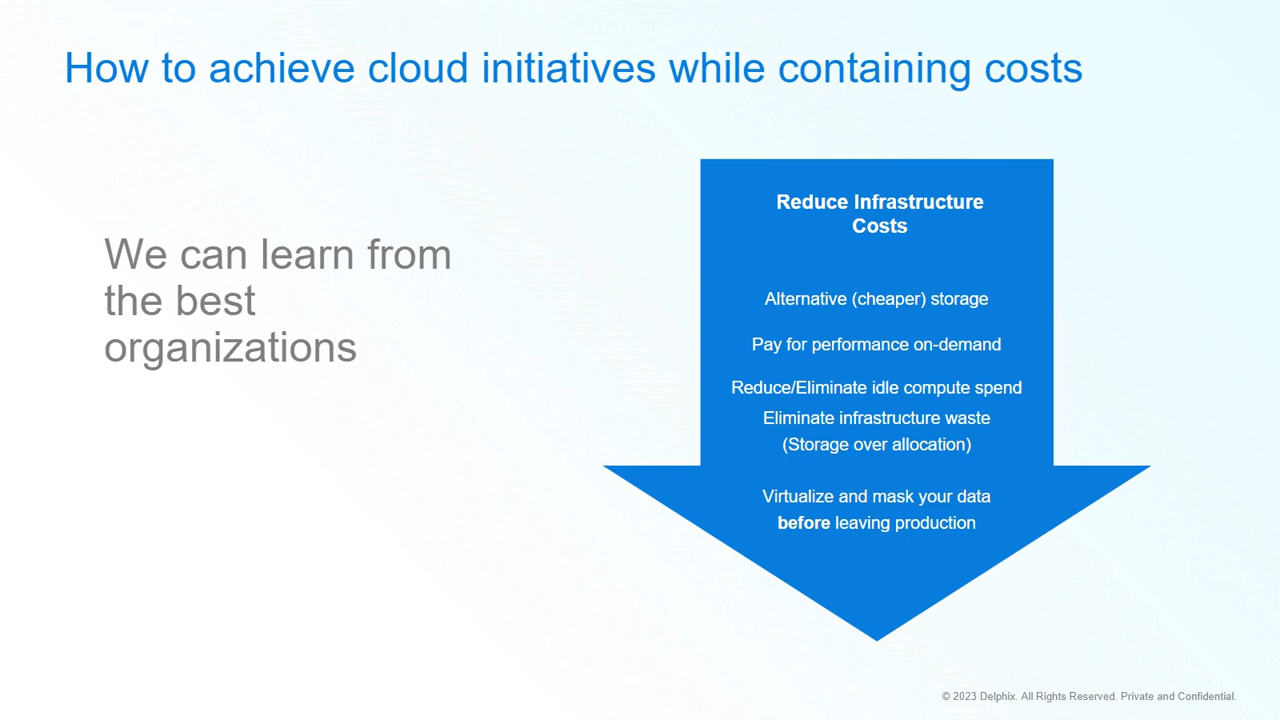 How to achieve cloud initiatives while containing costs
We can learn from
the best
organizations
Reduce Infrastructure
Costs
Alternative (cheaper) storage
Pay for performance on-demand
Reduce/Eliminate idle compute spend
Eliminate infrastructure waste
(Storage over allocation)
Virtualize and mask your data
before leaving production
© 2023 Delphix. All Rights Reserved. Private and Confidential.